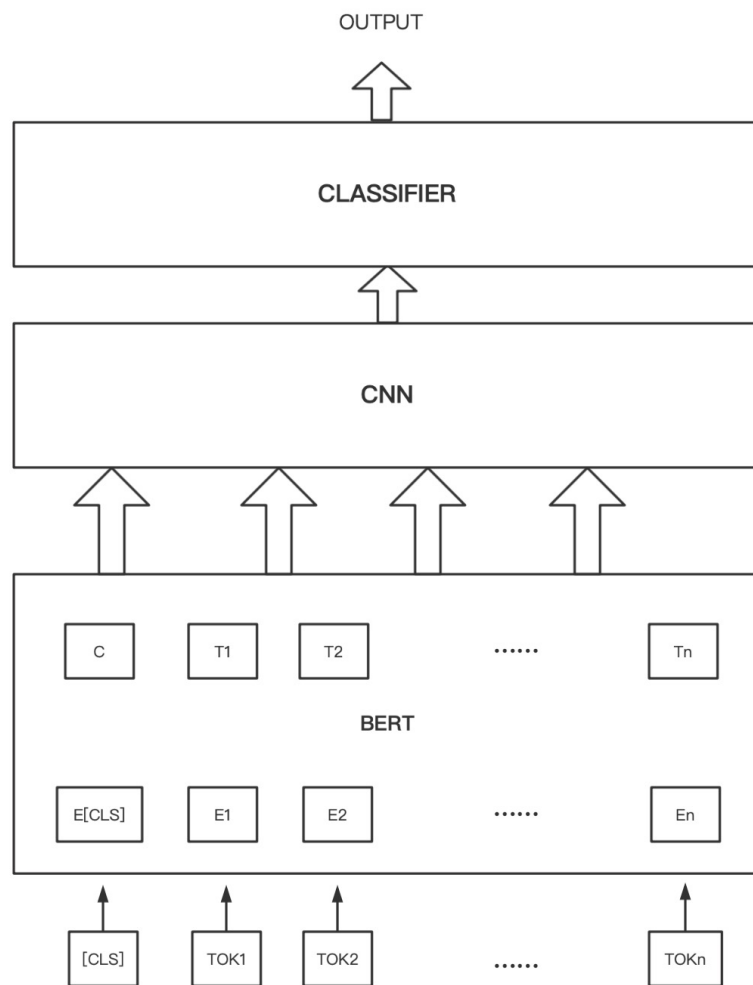 OUTPUT
CLASSIFIER
CNN
C T1 T2 ...... Tn
BERT
E[CLS] E1 E2 ...... En
[CLS] TOK1 TOK2 ...... TOKn